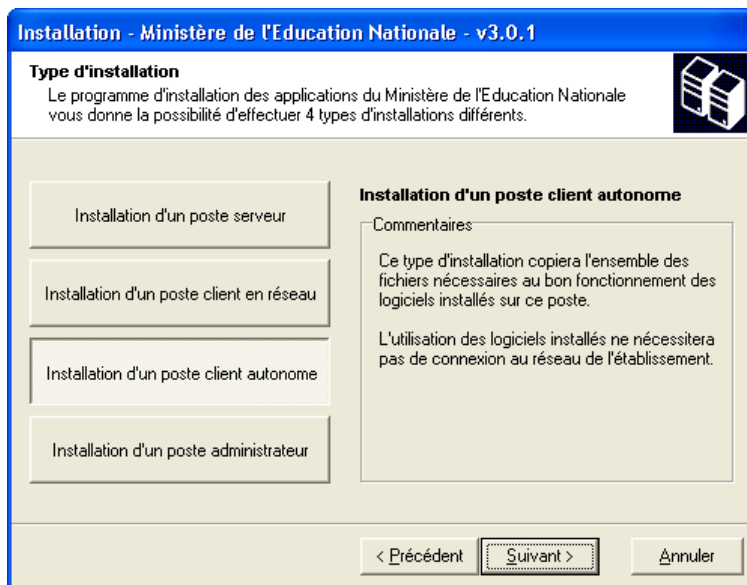 Installation - Ministère de l'Education Nationale - v3.0.1
Type d'installation
Le programme d'installation des applications du Ministère de l'Education Nationale
vous donne la possibilité d'effectuer 4 types d'installations différents.
Installation d'un poste serveur
Installation d'un poste client en réseau
Installation d'un poste client autonome
Installation d'un poste administrateur
Installation d'un poste client autonome
Commentaires
Ce type d'installation copiera l'ensemble des
fichiers nécessaires au bon fonctionnement des
logiciels installés sur ce poste.
L'utilisation des logiciels installés ne nécessitera
pas de connexion au réseau de l'établissement.
< Précédent
Suivant >
Annuler